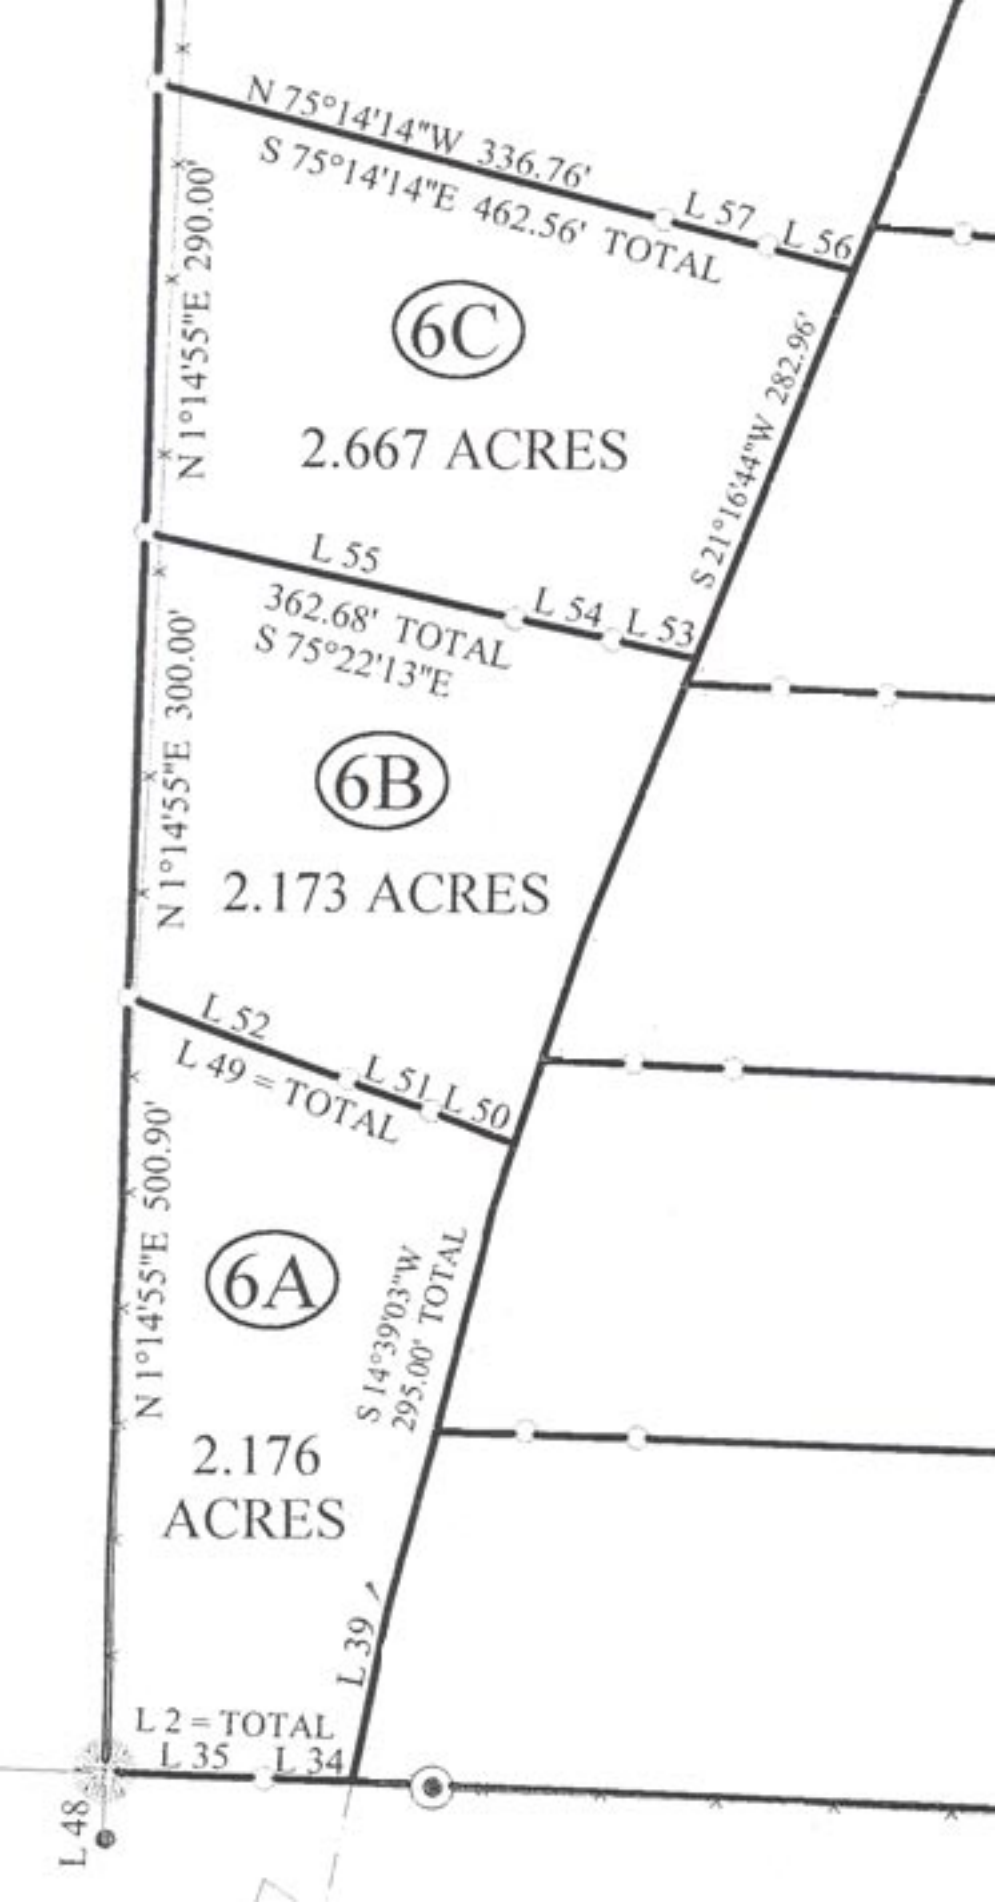 N 75°14'14"W 336.76'
S 75°14'14"E 462.56' TOTAL
L 57
L 56
N 1°14'55"E 290.00'
6C
2.667 ACRES
S 21°16'44"W 282.96'
L 55
L 54
L 53
362.68' TOTAL
S 75°22'13"E
N 1°14'55"E 300.00'
6B
2.173 ACRES
L 52
L 51
L 50
L 49 = TOTAL
N 1°14'55"E 500.90'
6A
2.176
ACRES
S 14°39'03"W
295.00' TOTAL
L 39
L 2 = TOTAL
L 35
L 34
L 48